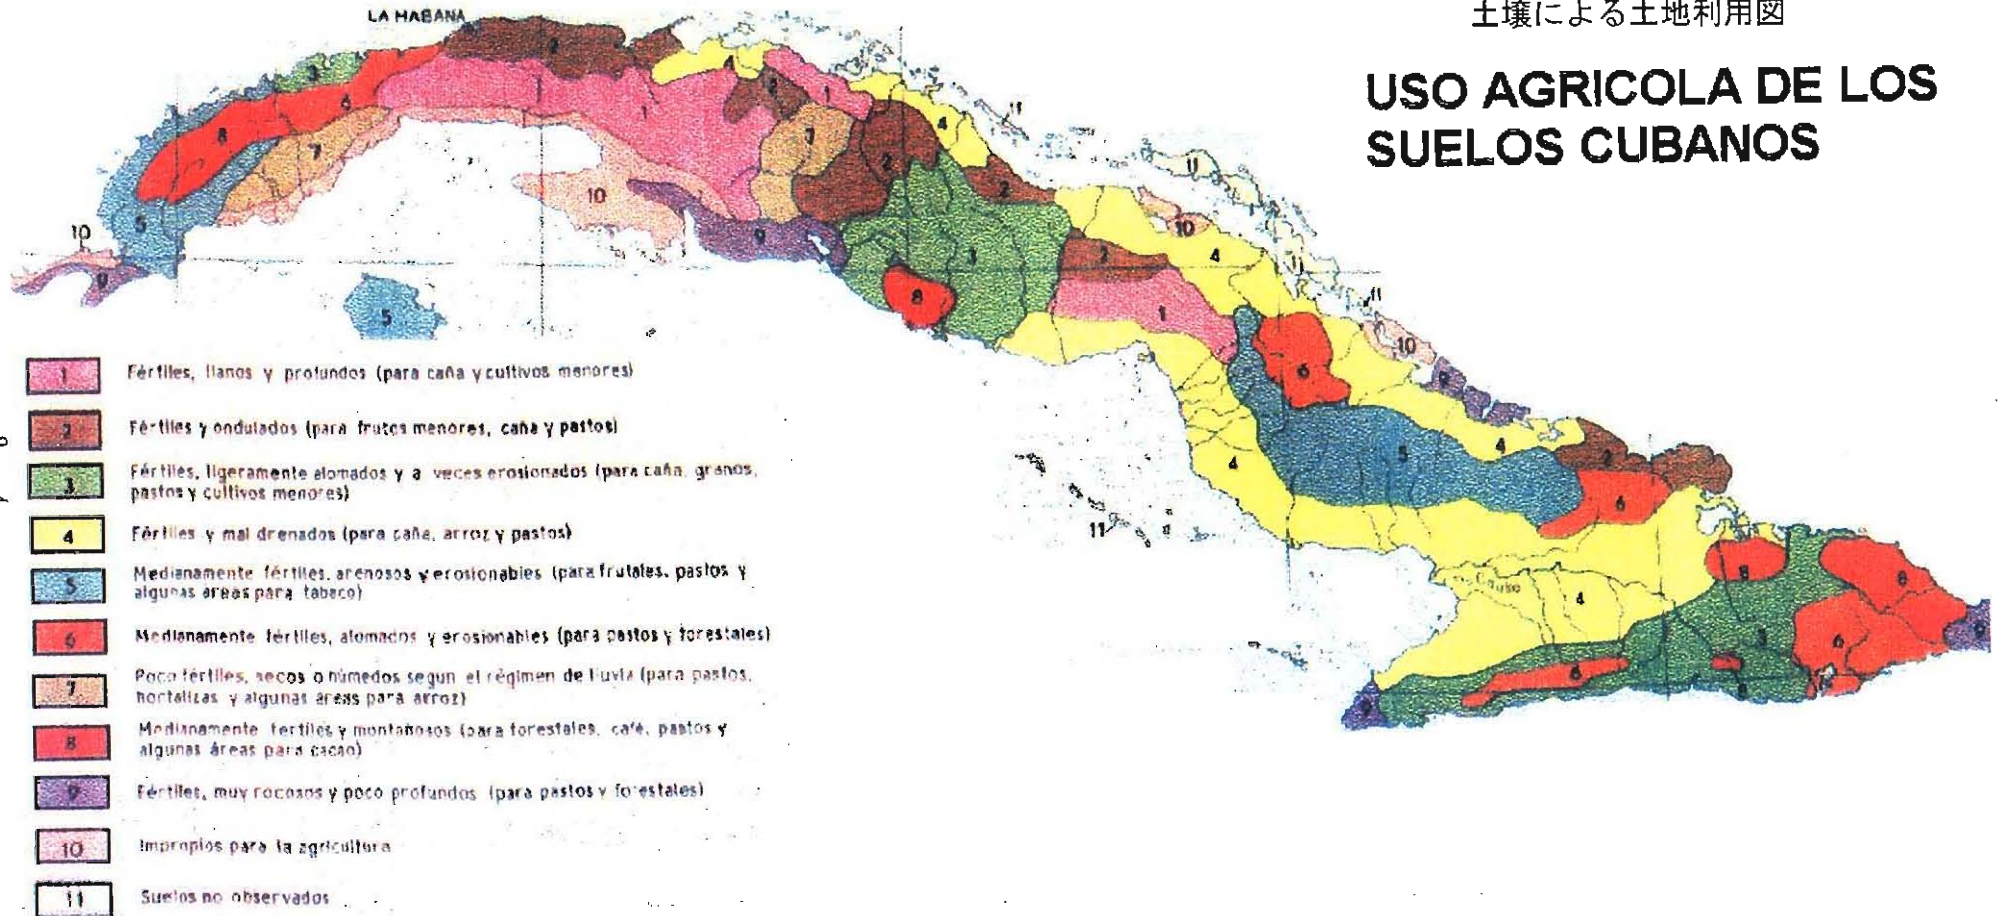 土壌による土地利用図
USO AGRICOLA DE LOS
SUELOS CUBANOS
LA HABANA
1 Fértiles, llanos y profundos (para caña y cultivos menores)
2 Fértiles y ondulados (para frutos menores, caña y pastos)
3 Fértiles, ligeramente alomados y a veces erosionados (para caña, granos,
pastos y cultivos menores)
4 Fértiles y mal drenados (para caña, arroz y pastos)
5 Medianamente fértiles, arenosos y erosionables (para frutales, pastos y
algunas áreas para tabaco)
6 Medianamente fértiles, alomados y erosionables (para pastos y forestales)
7 Poco fértiles, secos o húmedos segun el régimen de lluvia (para pastos,
hortalizas y algunas áreas para arroz)
8 Medianamente fertiles y montañosos (para forestales, café, pastos y
algunas áreas para cacao)
9 Fértiles, muy rocosos y poco profundos (para pastos y forestales)
10 Impropios para la agricultura
11 Suelos no observados